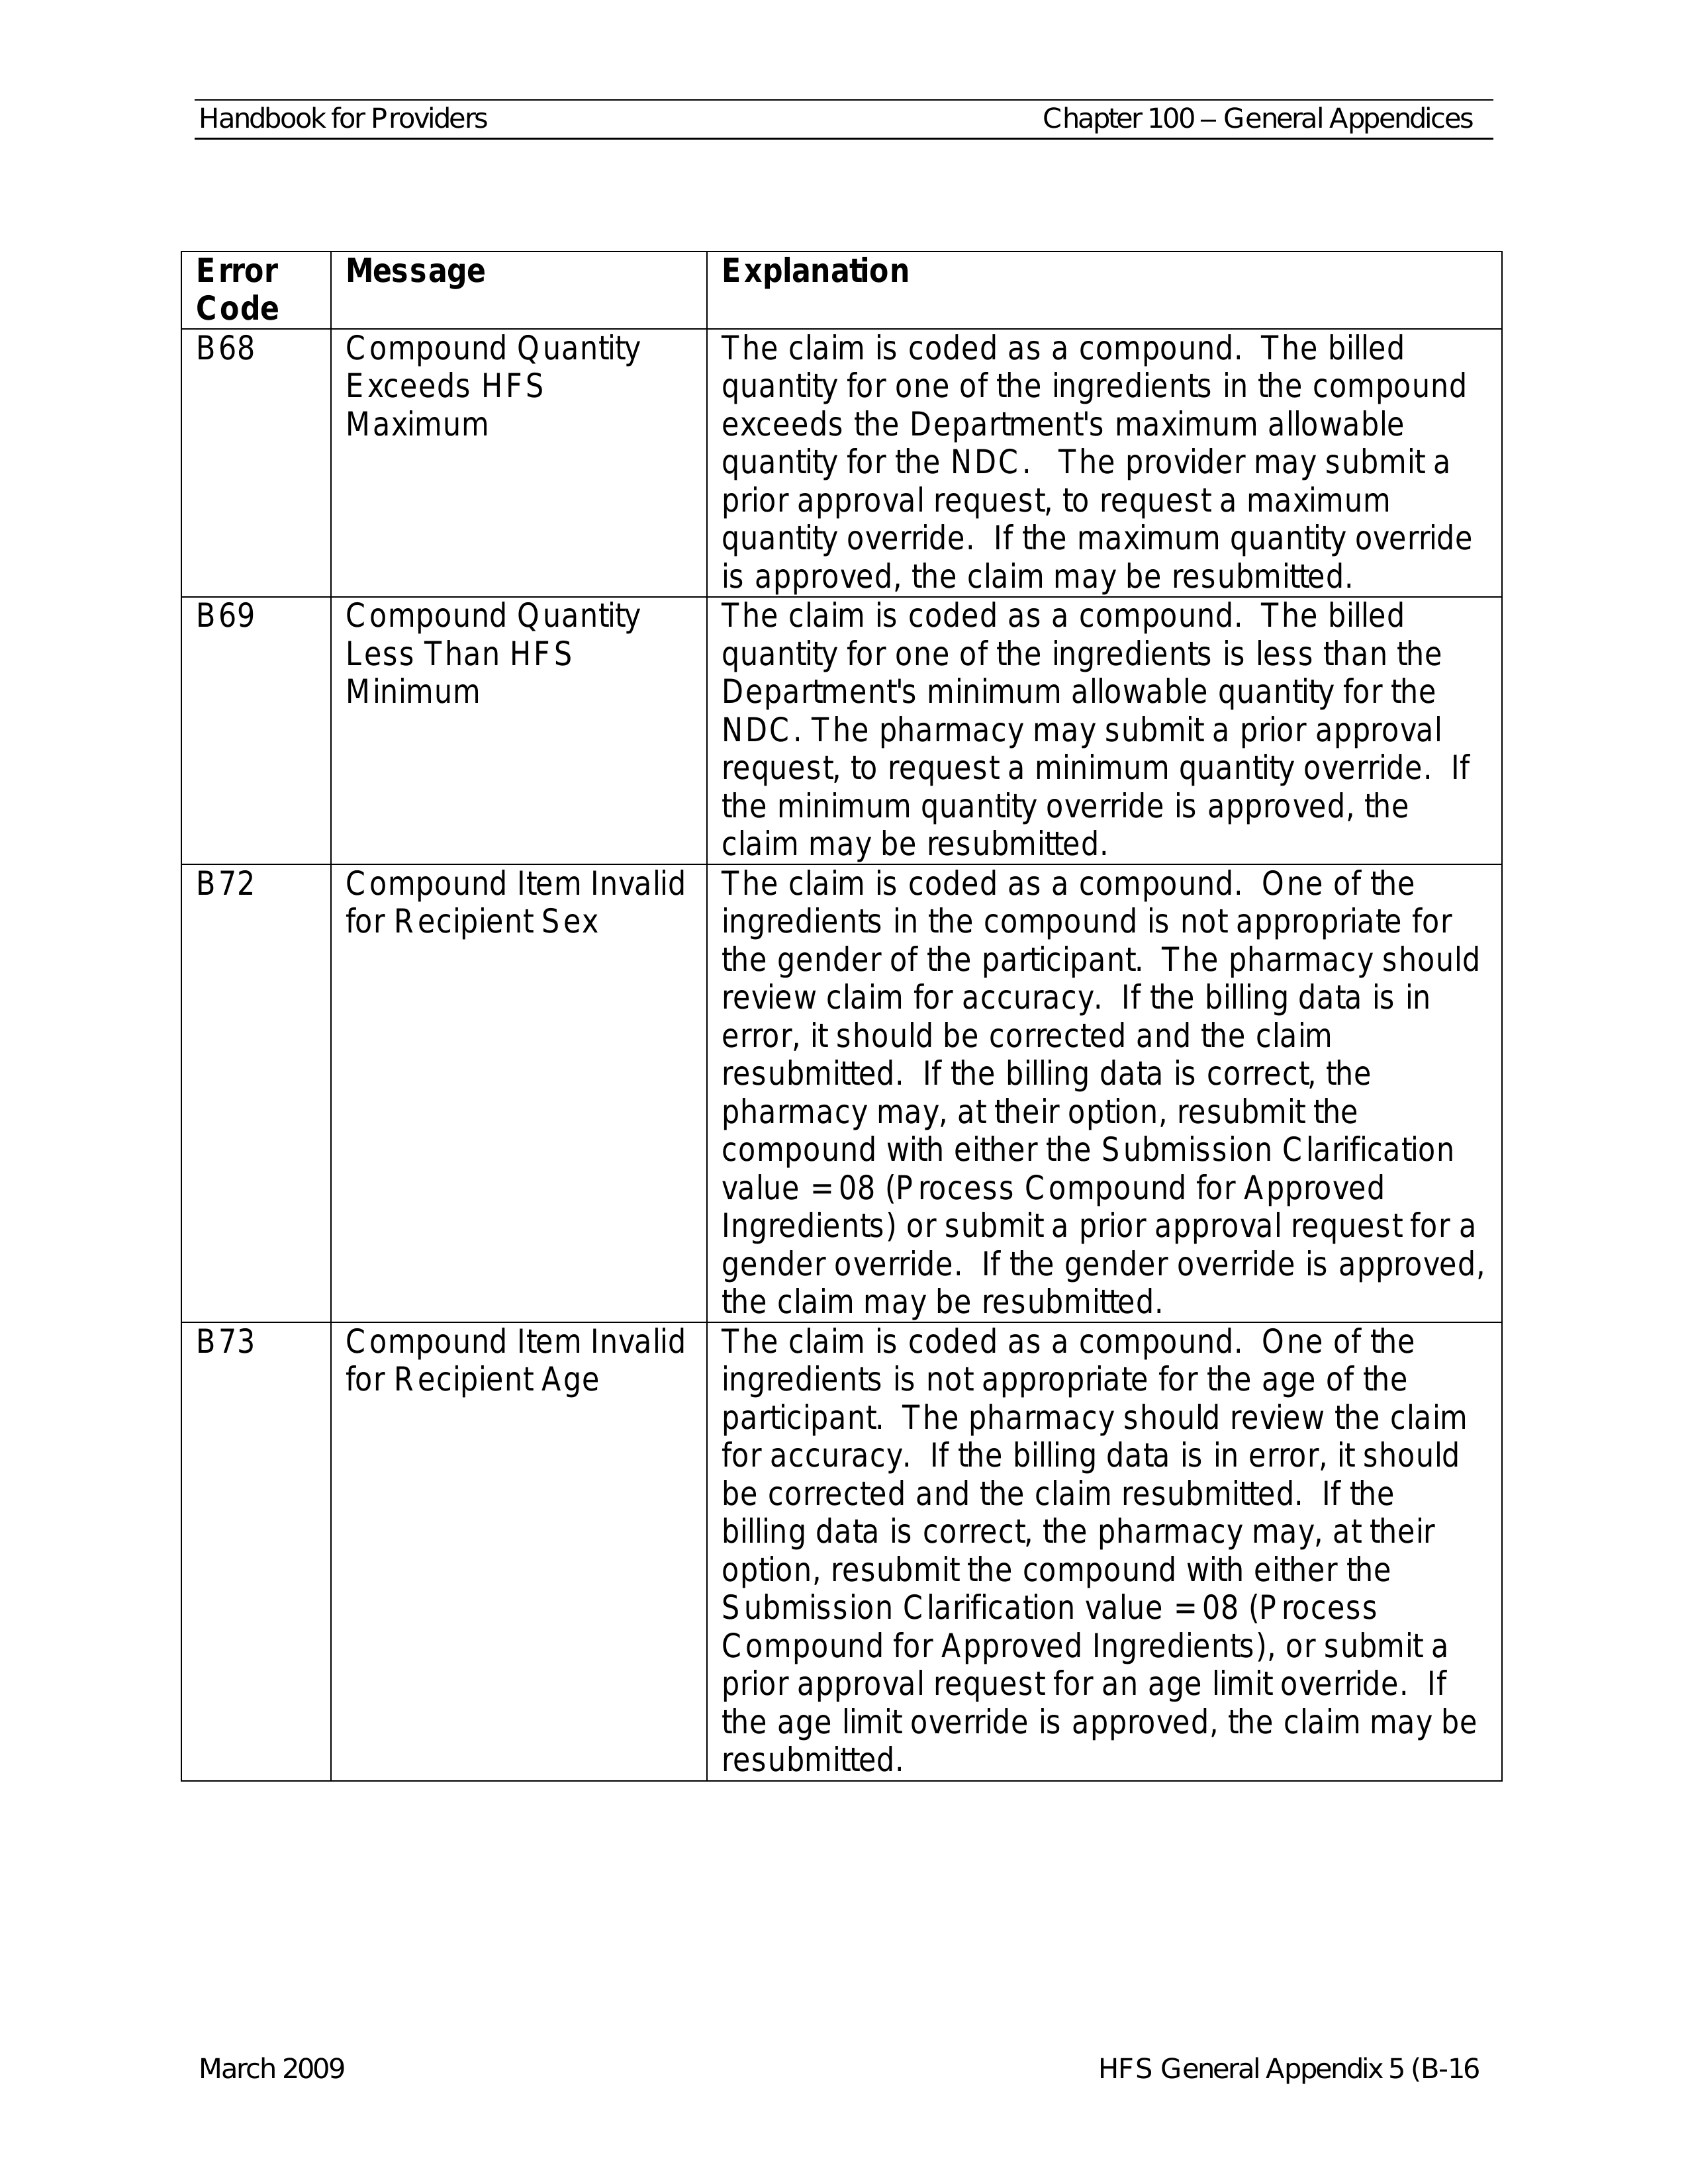 Handbook for Providers Chapter 100 – General Appendices
Error Code Message Explanation
B68 Compound Quantity Exceeds HFS Maximum
The claim is coded as a compound.  The billed
quantity for one of the ingredients in the compound
exceeds the Department's maximum allowable
quantity for the NDC.   The provider may submit a
prior approval request, to request a maximum
quantity override.  If the maximum quantity override
is approved, the claim may be resubmitted.
B69 Compound Quantity Less Than HFS Minimum
The claim is coded as a compound.  The billed
quantity for one of the ingredients is less than the
Department's minimum allowable quantity for the
NDC. The pharmacy may submit a prior approval
request, to request a minimum quantity override.  If
the minimum quantity override is approved, the
claim may be resubmitted.
B72 Compound Item Invalid for Recipient Sex
The claim is coded as a compound.  One of the
ingredients in the compound is not appropriate for
the gender of the participant.  The pharmacy should
review claim for accuracy.  If the billing data is in
error, it should be corrected and the claim
resubmitted.  If the billing data is correct, the
pharmacy may, at their option, resubmit the
compound with either the Submission Clarification
value = 08 (Process Compound for Approved
Ingredients) or submit a prior approval request for a
gender override.  If the gender override is approved,
the claim may be resubmitted.
B73 Compound Item Invalid for Recipient Age
The claim is coded as a compound.  One of the
ingredients is not appropriate for the age of the
participant.  The pharmacy should review the claim
for accuracy.  If the billing data is in error, it should
be corrected and the claim resubmitted.  If the
billing data is correct, the pharmacy may, at their
option, resubmit the compound with either the
Submission Clarification value = 08 (Process
Compound for Approved Ingredients), or submit a
prior approval request for an age limit override.  If
the age limit override is approved, the claim may be
resubmitted.
March 2009 HFS General Appendix 5 (B-16